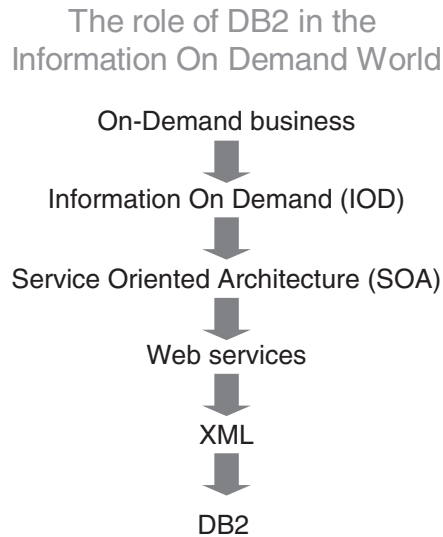 The role of DB2 in the
Information On Demand World
On-Demand business
Information On Demand (IOD)
Service Oriented Architecture (SOA)
Web services
XML
DB2